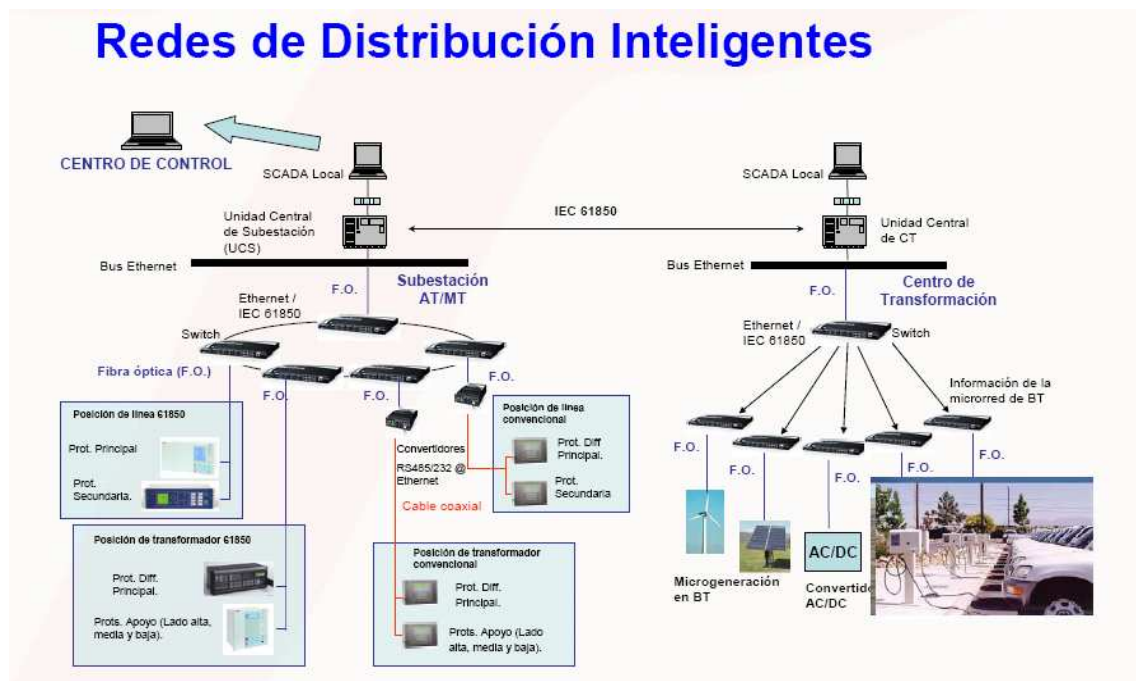 Redes de Distribución Inteligentes
CENTRO DE CONTROL
SCADA Local
Unidad Central
de Subestación
(UCS)
Bus Ethernet
F.O.
Subestación
AT/MT
Ethernet /
IEC 61850
Switch
Fibra óptica (F.O.)
F.O.
F.O.
F.O.
IEC 61850
SCADA Local
Unidad Central
de CT
Bus Ethernet
F.O.
Centro de
Transformación
Ethernet /
IEC 61850
Switch
Información de la
microrred de BT
F.O.
F.O.
F.O.
F.O.
F.O.
Posición de línea 61850
Prot. Principal
Prot.
Secundaria.
Convertidores
RS485/232 @
Ethernet
Cable coaxial
Posición de línea
convencional
Prot. Diff
Principal.
Prot.
Secundaria
Posición de transformador 61850
Prot. Diff.
Principal.
Prots. Apoyo (Lado alta,
media y baja).
Posición de transformador
convencional
Prot. Diff.
Principal.
Prots. Apoyo (Lado
alta, media y baja).
Microgeneración
en BT
AC/DC
Convertido
AC/DC